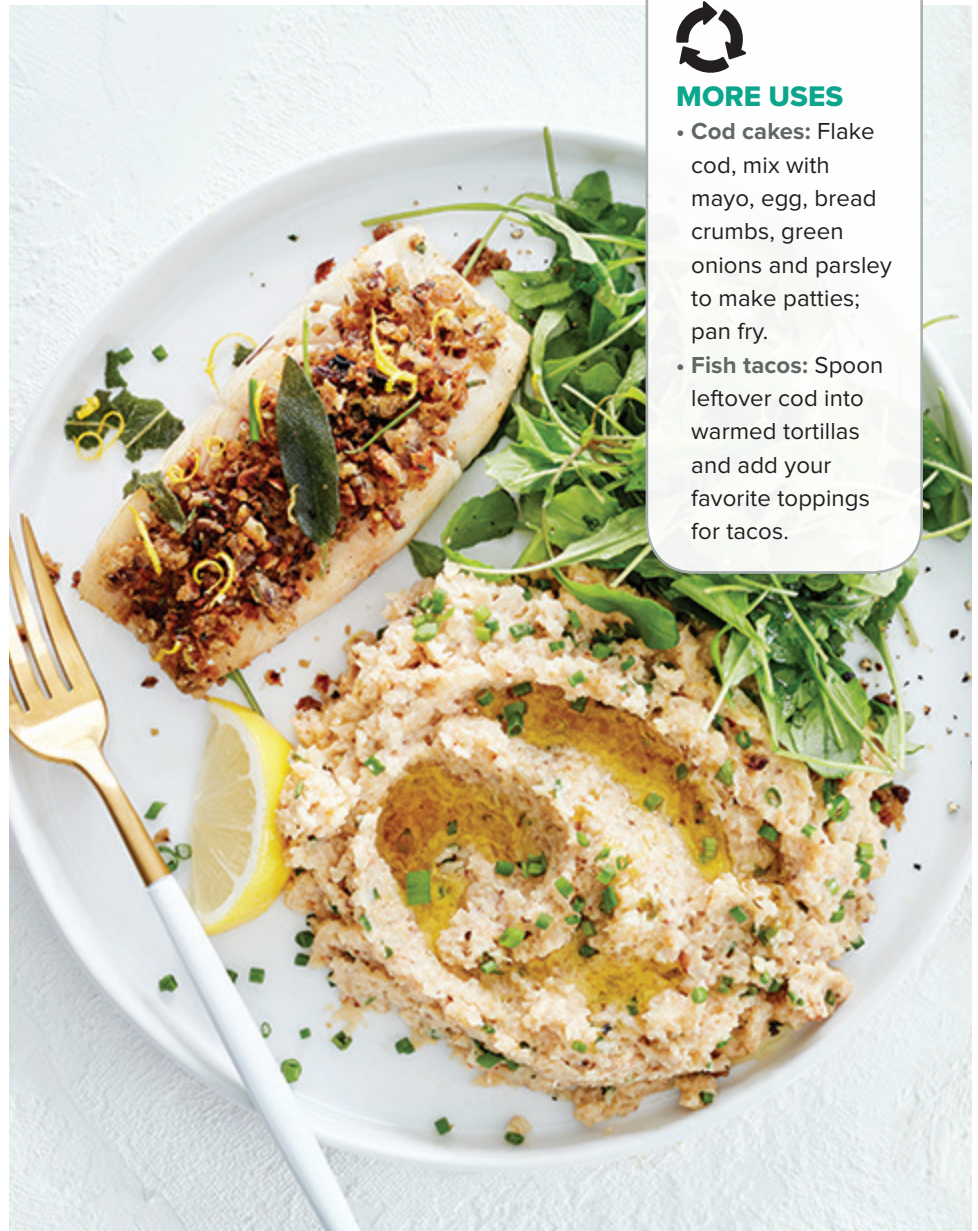 MORE USES
• Cod cakes: Flake
cod, mix with
mayo, egg, bread
crumbs, green
onions and parsley
to make patties;
pan fry.
• Fish tacos: Spoon
leftover cod into
warmed tortillas
and add your
favorite toppings
for tacos.